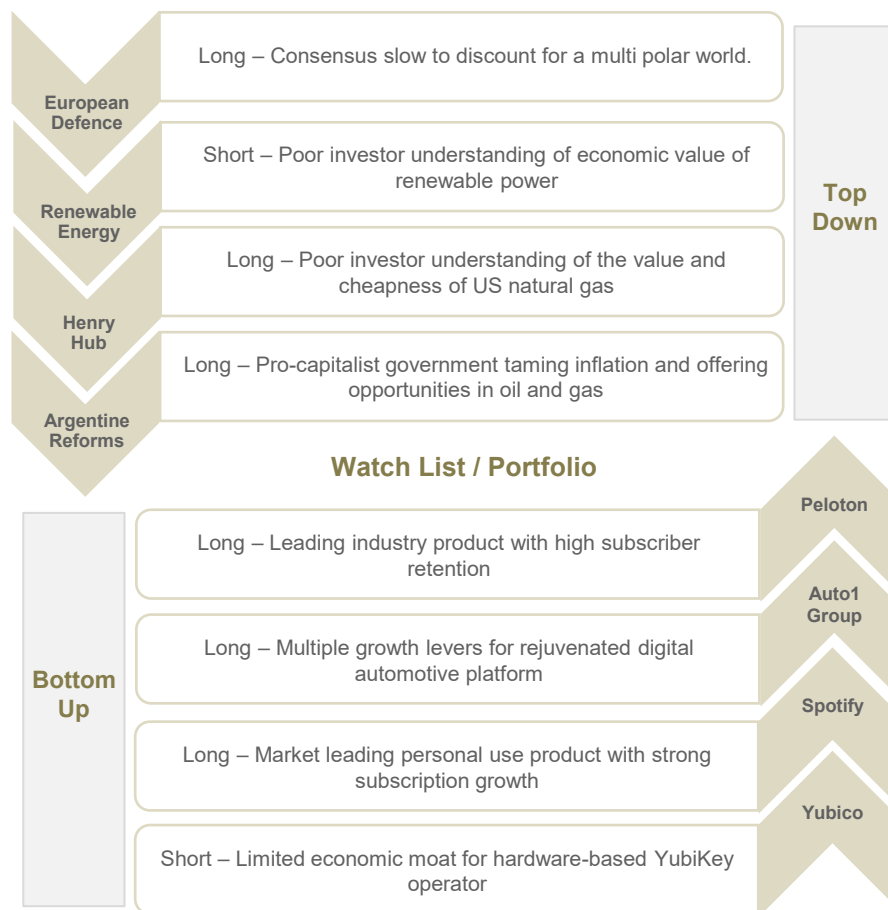 Long – Consensus slow to discount for a multi polar world.
European
Defence
Short – Poor investor understanding of economic value of
renewable power
Renewable
Energy
Top
Down
Long – Poor investor understanding of the value and
cheapness of US natural gas
Henry
Hub
Long – Pro-capitalist government taming inflation and offering
opportunities in oil and gas
Argentine
Reforms
Watch List / Portfolio
Peloton
Long – Leading industry product with high subscriber
retention
Auto1
Group
Long – Multiple growth levers for rejuvenated digital
automotive platform
Bottom
Up
Spotify
Long – Market leading personal use product with strong
subscription growth
Yubico
Short – Limited economic moat for hardware-based YubiKey
operator